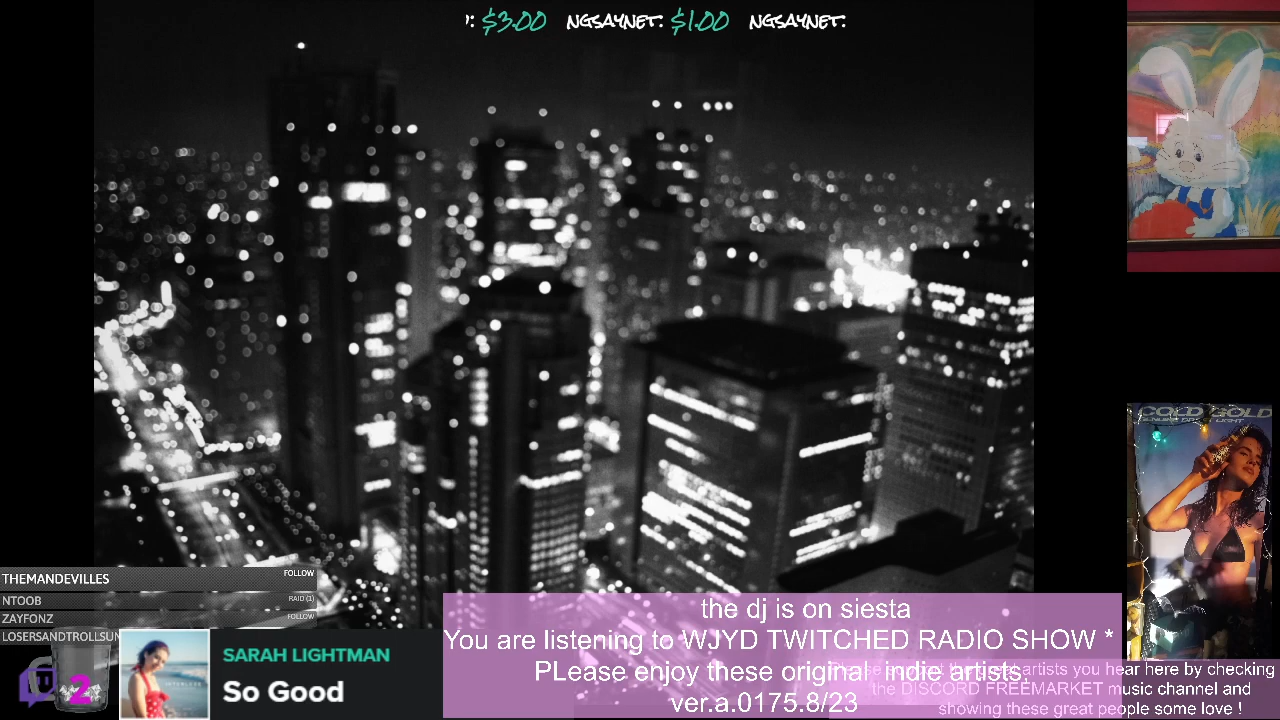 : $3.00 NGSAYNET: $1.00 NGSAYNET:
COLD GOLD
THEMANDEVILLES FOLLOW
NTOOB RAID (1)
ZAYFONZ FOLLOW
LOSERSANDTROLLSUN
2
SARAH LIGHTMAN
So Good
the dj is on siesta
You are listening to WJYD TWITCHED RADIO SHOW *
PLease enjoy these original indie artists.
ver.a.0175.8/23
artists you hear here by checking
the DISCORD FREEMARKET music channel and
showing these great people some love !